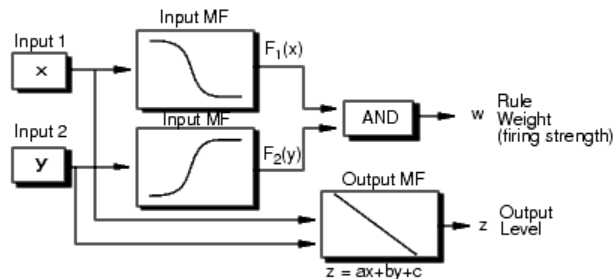 Input MF
Input 1
x
F1(x)
Input MF
AND
w
Rule
Weight
(firing strength)
Input 2
y
F2(y)
Output MF
z
Output
Level
z = ax+by+c